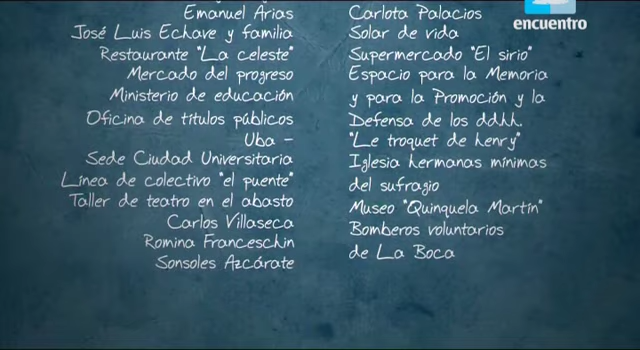 Emanuel Arias
José Luis Echave y familia
Restaurante "La celeste"
Mercado del progreso
Ministerio de educación
Oficina de títulos públicos
Uba –
Sede Ciudad Universitaria
Línea de colectivo "el puente"
Taller de teatro en el abasto
Carlos Villaseca
Romina Franceschin
Sonsoles Azcárate
Carlota Palacios
Solar de vida
Supermercado "El sirio"
Espacio para la Memoria
y para la Promoción y la
Defensa de los ddhh.
"Le troquet de henry"
Iglesia hermanas mínimas
del sufragio
Museo "Quinquela Martín"
Bomberos voluntarios
de La Boca
encuentro